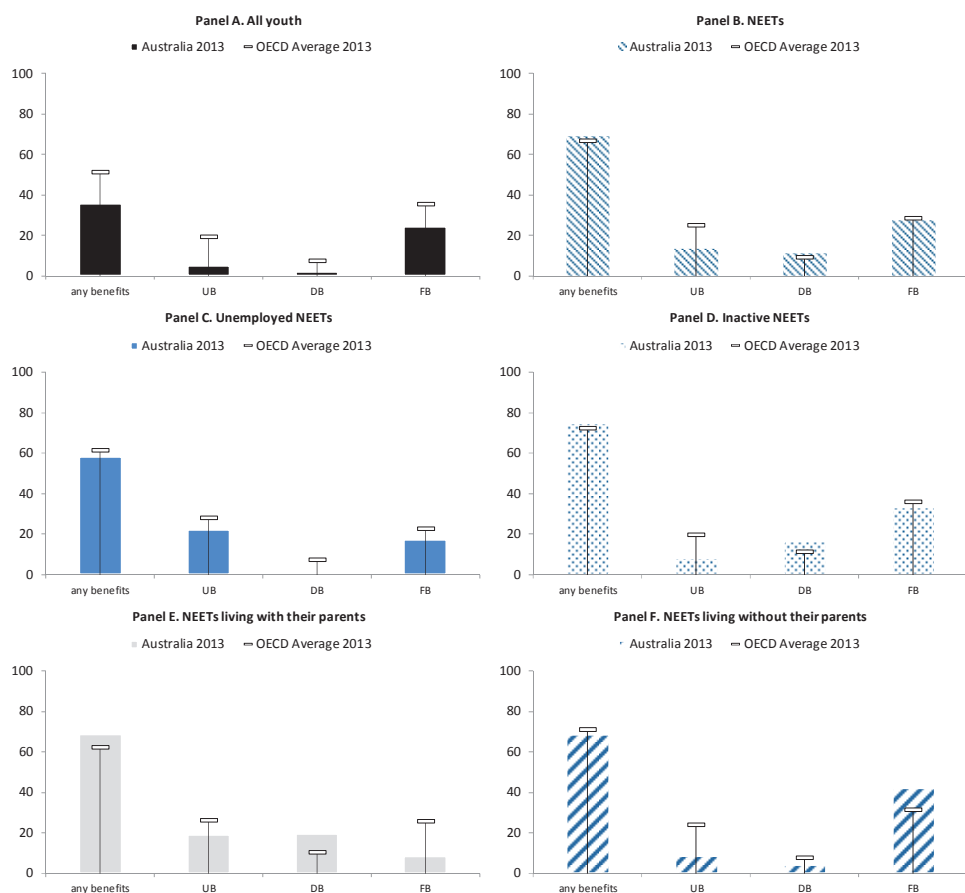 Panel A. All youth
Australia 2013 OECD Average 2013
100
80
60
40
20
0
any benefits UB DB FB
Panel B. NEETs
Australia 2013 OECD Average 2013
100
80
60
40
20
0
any benefits UB DB FB
Panel C. Unemployed NEETs
Australia 2013 OECD Average 2013
100
80
60
40
20
0
any benefits UB DB FB
Panel D. Inactive NEETs
Australia 2013 OECD Average 2013
100
80
60
40
20
0
any benefits UB DB FB
Panel E. NEETs living with their parents
Australia 2013 OECD Average 2013
100
80
60
40
20
0
any benefits UB DB FB
Panel F. NEETs living without their parents
Australia 2013 OECD Average 2013
100
80
60
40
20
0
any benefits UB DB FB